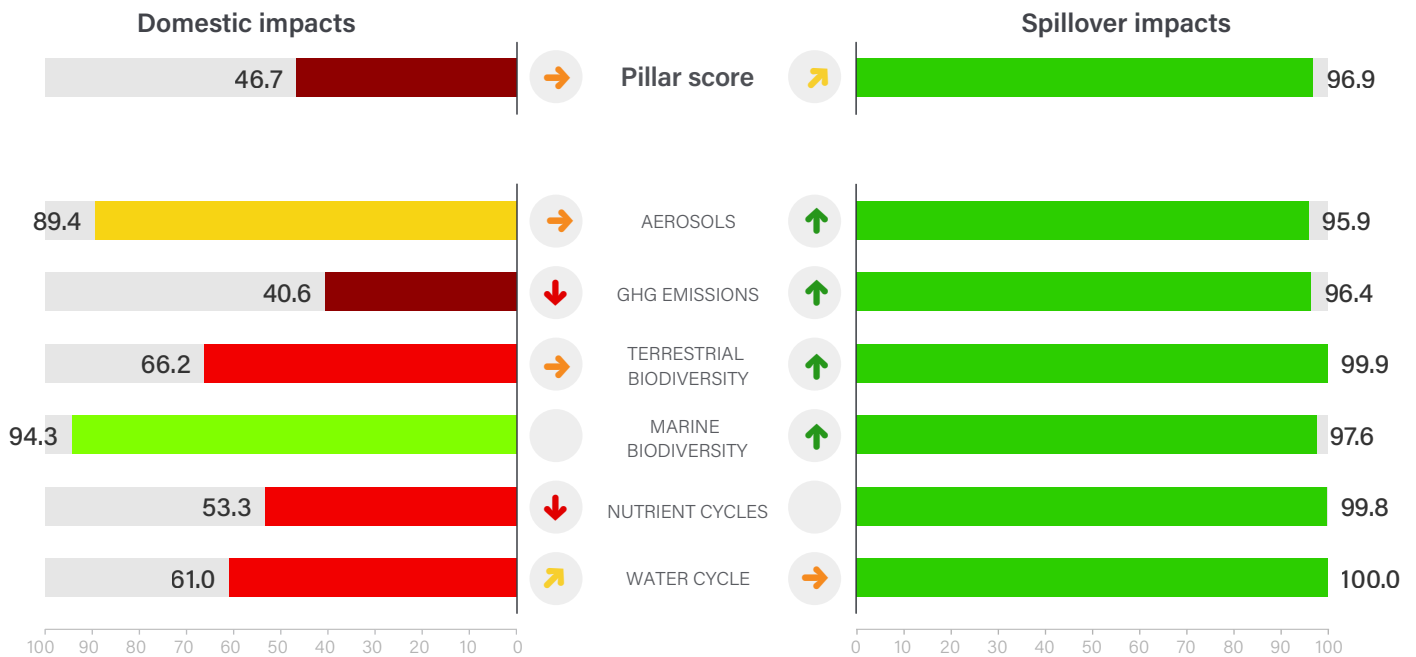 Domestic impacts
Spillover impacts
46.7
Pillar score
96.9
89.4
AEROSOLS
95.9
40.6
GHG EMISSIONS
96.4
66.2
TERRESTRIAL
BIODIVERSITY
99.9
94.3
MARINE
BIODIVERSITY
97.6
53.3
NUTRIENT CYCLES
99.8
61.0
WATER CYCLE
100.0
100 90 80 70 60 50 40 30 20 10 0
0 10 20 30 40 50 60 70 80 90 100